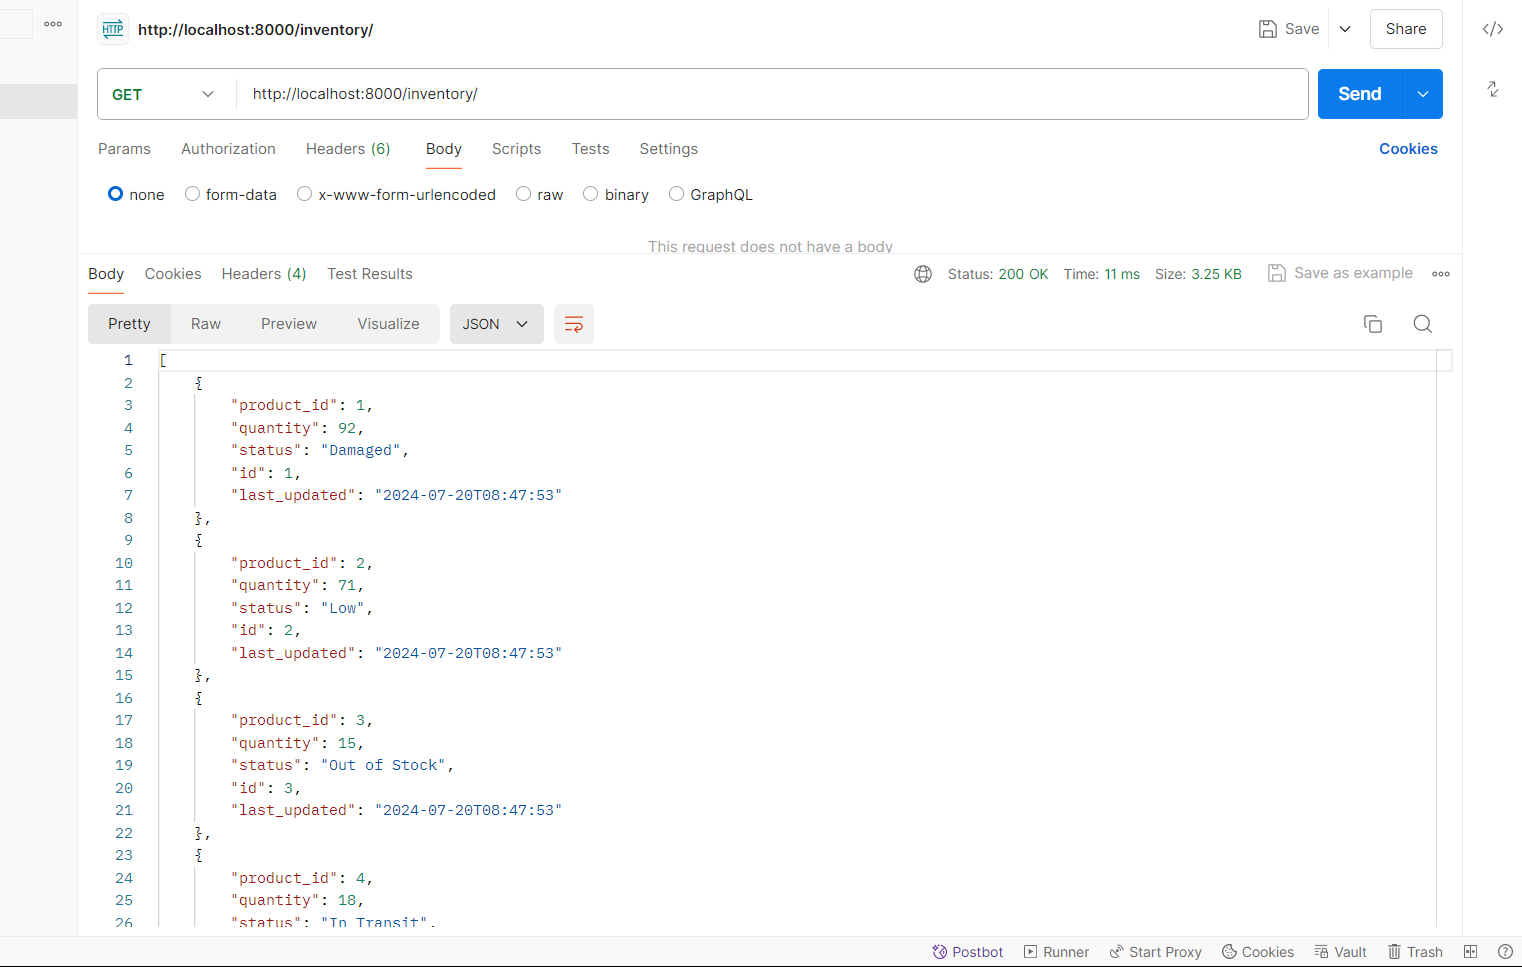 HTTP http://localhost:8000/inventory/ Save Share </>
GET http://localhost:8000/inventory/ Send
Params Authorization Headers (6) Body Scripts Tests Settings Cookies
none form-data x-www-form-urlencoded raw binary GraphQL
This request does not have a body
Body Cookies Headers (4) Test Results Status: 200 OK Time: 11 ms Size: 3.25 KB Save as example
Pretty Raw Preview Visualize JSON
1 [
2 {
3 "product_id": 1,
4 "quantity": 92,
5 "status": "Damaged",
6 "id": 1,
7 "last_updated": "2024-07-20T08:47:53"
8 },
9 {
10 "product_id": 2,
11 "quantity": 71,
12 "status": "Low",
13 "id": 2,
14 "last_updated": "2024-07-20T08:47:53"
15 },
16 {
17 "product_id": 3,
18 "quantity": 15,
19 "status": "Out of Stock",
20 "id": 3,
21 "last_updated": "2024-07-20T08:47:53"
22 },
23 {
24 "product_id": 4,
25 "quantity": 18,
26 "status": "In Transit",
Postbot Runner Start Proxy Cookies Vault Trash